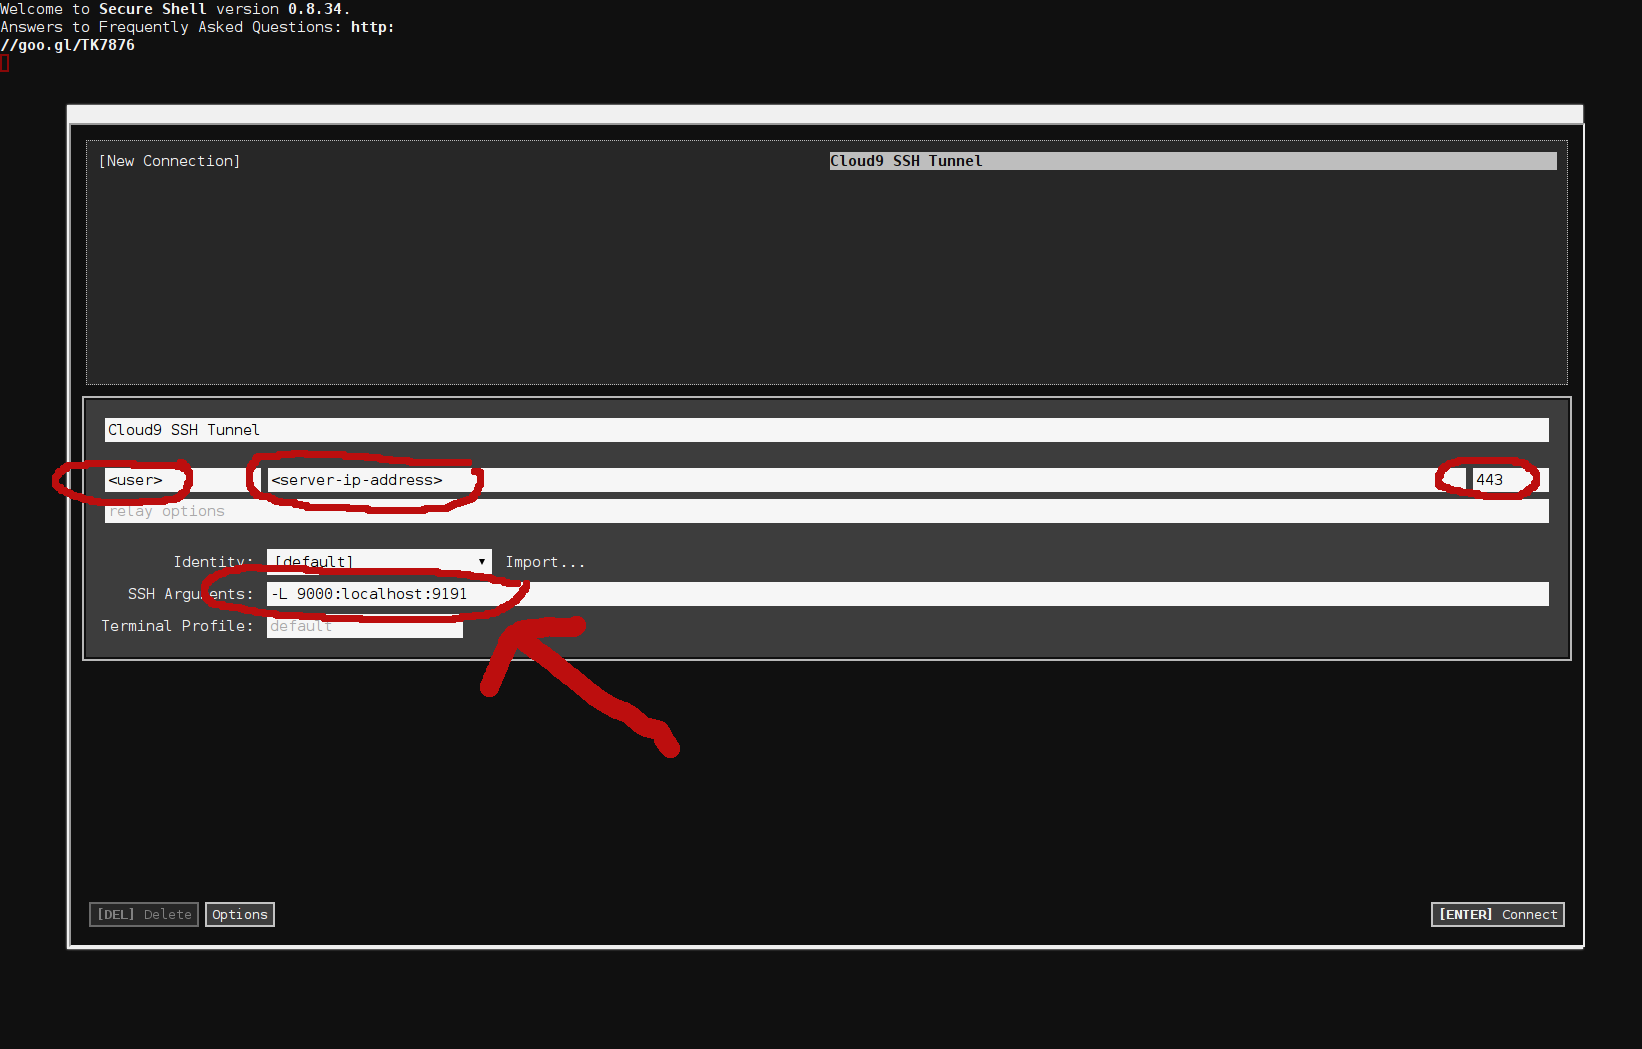 Welcome to Secure Shell version 0.8.34.
Answers to Frequently Asked Questions: http:
//goo.gl/TK7876
[New Connection] Cloud9 SSH Tunnel
Cloud9 SSH Tunnel
<user> <server-ip-address> 443
relay options
Identity: [default] Import...
SSH Arguments: -L 9000:localhost:9191
Terminal Profile: default
[DEL] Delete Options [ENTER] Connect